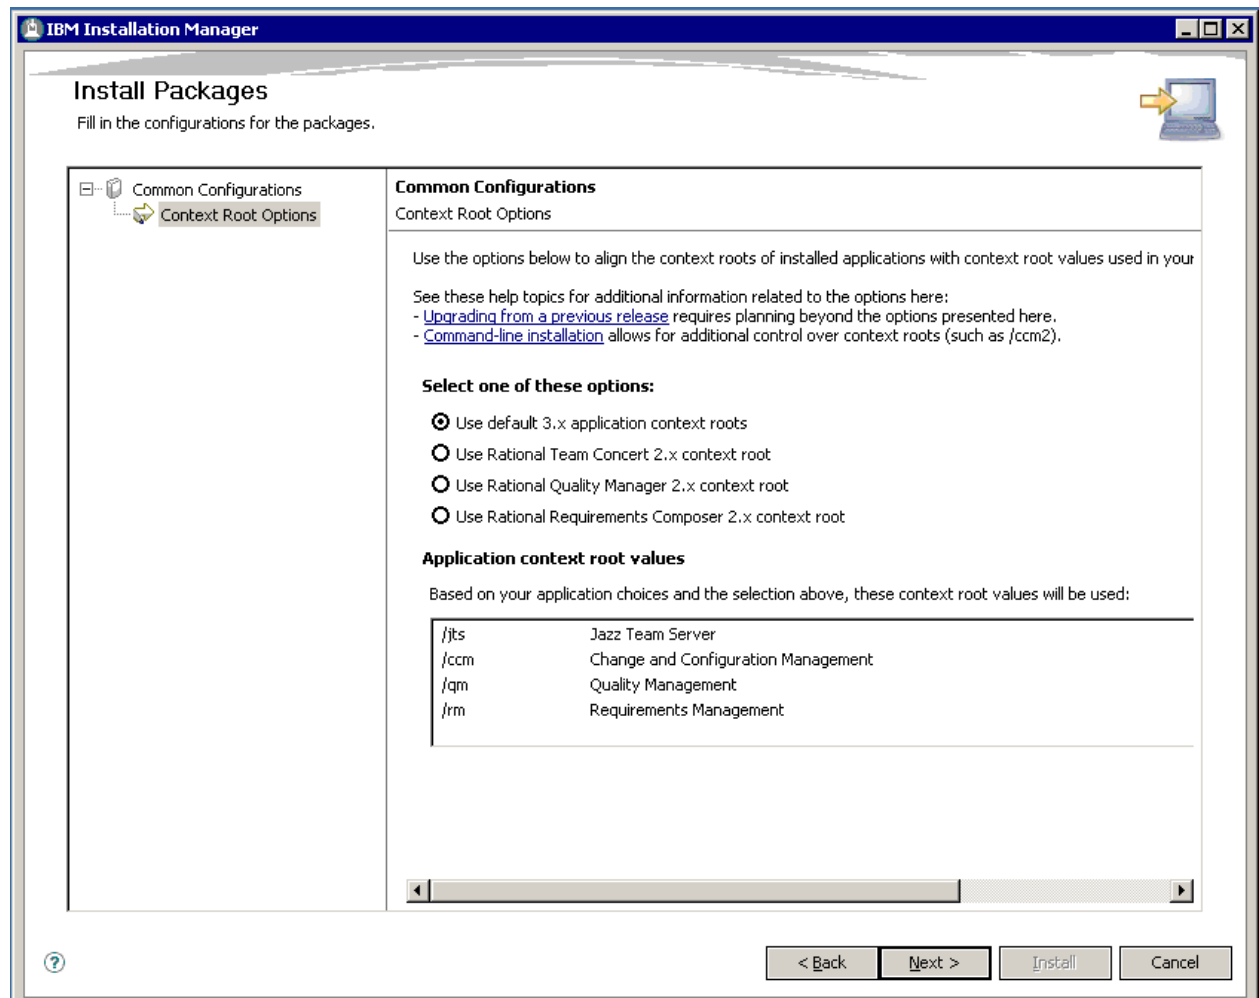 IBM Installation Manager
Install Packages
Fill in the configurations for the packages.
Common Configurations
Context Root Options
Common Configurations
Context Root Options
Use the options below to align the context roots of installed applications with context root values used in your
See these help topics for additional information related to the options here:
- Upgrading from a previous release requires planning beyond the options presented here.
- Command-line installation allows for additional control over context roots (such as /ccm2).
Select one of these options:
Use default 3.x application context roots
Use Rational Team Concert 2.x context root
Use Rational Quality Manager 2.x context root
Use Rational Requirements Composer 2.x context root
Application context root values
Based on your application choices and the selection above, these context root values will be used:
/jts Jazz Team Server
/ccm Change and Configuration Management
/qm Quality Management
/rm Requirements Management
?
< Back Next > Install Cancel